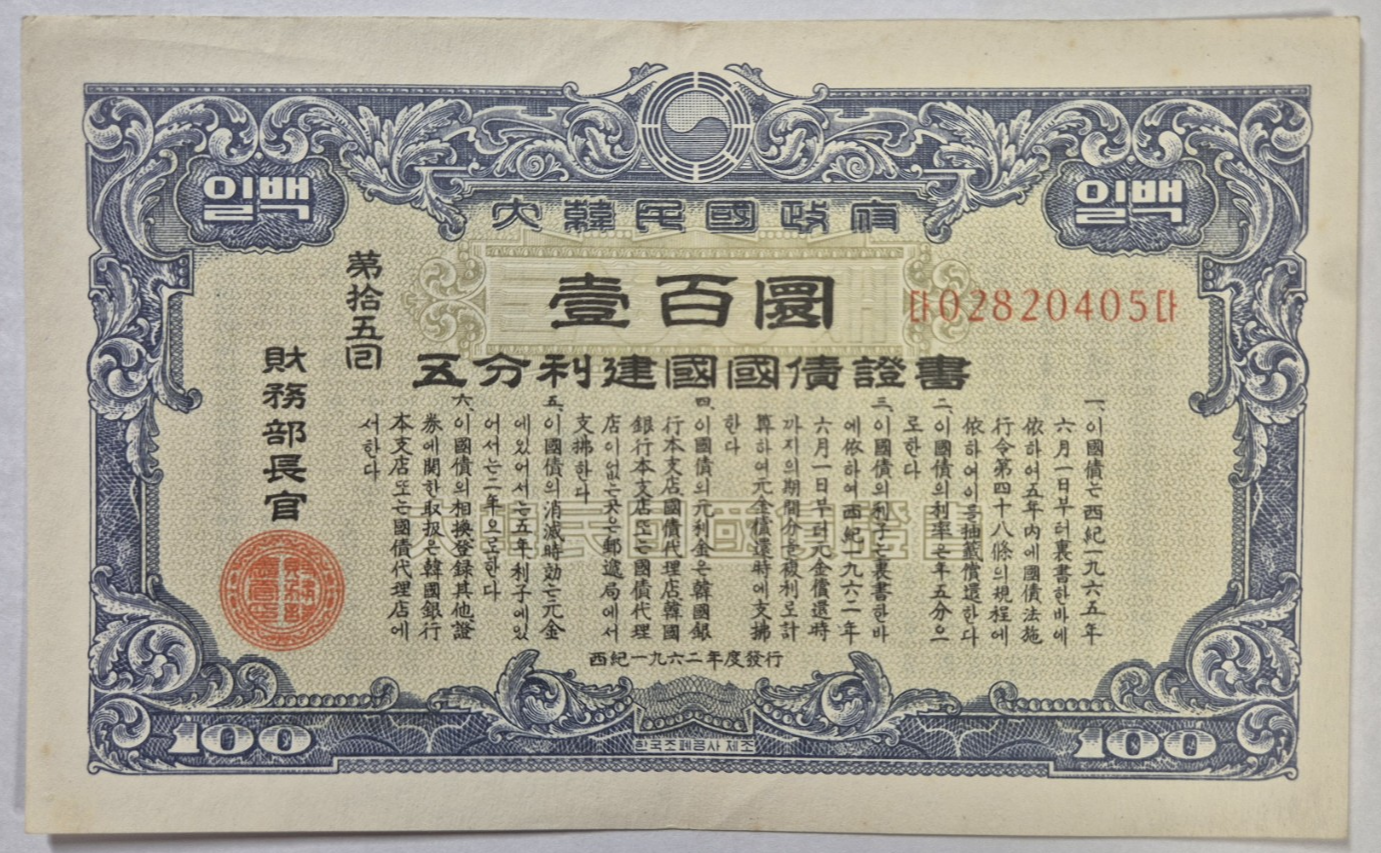 일백
일백
大韓民國政府
壹百圜
다02820405다
五分利建國國債證書
一、이國債는西紀一九六五年
六月一日부터裏書한바에
依하여五年内에國債法施
行令第四十八條의規程에
依하여이를抽籤償還한다
二、이國債의利率은年五分으
로한다
三、이國債의利子는裏書한바
에依하여西紀一九六二年
六月一日부터元金償還時
까지의期間分을複利로計
算하여元金償還時에支拂
한다
四、이國債의元利金은韓國銀
行本支店國債代理店韓國
銀行本支店또는國債代理
店이없는곳은郵遞局에서
支拂한다
五、이國債의消滅時効는元金
에있어서는五年利子에있
어서는二年으로한다
六、이國債의相換登録其他證
券에関한取扱은韓國銀行
本支店또는國債代理店에
서한다
第拾五回
財務部長官
西紀一九六二年度發行
100
한국조폐공사제조
100